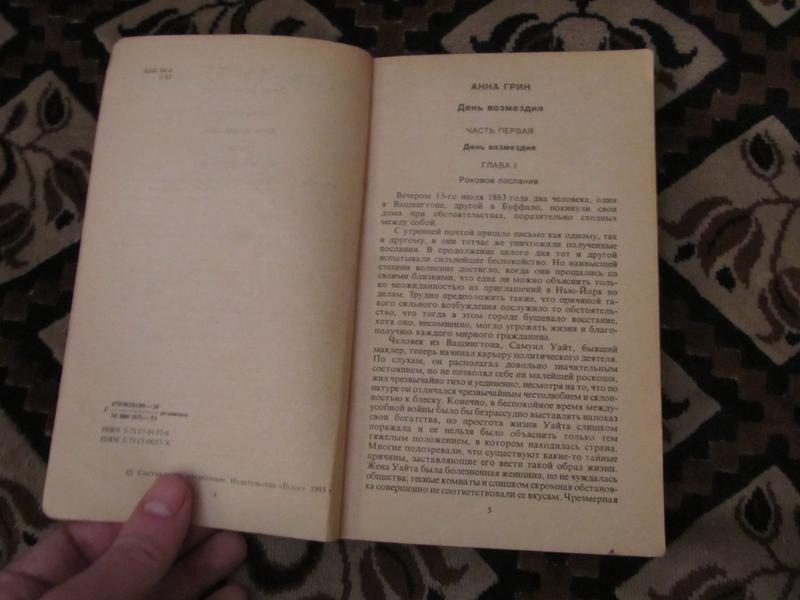 АННА ГРИН
День возмездия
ЧАСТЬ ПЕРВАЯ
День возмездия
ГЛАВА I
Роковое послание
Вечером 13-го июля 1863 года два человека, один
в Вашингтоне, другой в Буффало, покинули свои
дома при обстоятельствах, поразительно сходных
между собой.
С утренней почтой пришло письмо как одному, так
и другому, и они тотчас же уничтожили полученные
послания. В продолжение целого дня тот и другой
испытывали сильнейшее беспокойство. Но наивысшей
степени волнение достигло, когда они прощались со
своими близкими, что едва ли можно объяснить толь-
ко неожиданностью их приглашений в Нью-Йорк по
делам. Трудно предположить также, что причиной та-
кого сильного возбуждения послужило то обстоятель-
ство, что тогда в этом городе бушевало восстание,
хотя оно, несомненно, могло угрожать жизни и благо-
получию каждого мирного гражданина.
Человек из Вашингтона, Самуил Уайт, бывший
маклер, теперь начинал карьеру политического деятеля.
По слухам, он располагал довольно значительным
состоянием, но не позволял себе ни малейшей роскоши,
жил чрезвычайно тихо и уединенно, несмотря на то, что по
натуре он отличался чрезвычайным честолюбием и склон-
ностью к блеску. Конечно, в беспокойное время между-
усобной войны было бы безрассудно выставлять напоказ
свои богатства, но простота жизни Уайта слишком
поражала и ее нельзя было объяснить только тем
тяжелым положением, в котором находилась страна.
Многие подозревали, что существуют какие-то тайные
причины, заставляющие его вести такой образ жизни.
Жена Уайта была болезненная женщина, но не чуждалась
общества; тесные комнаты и слишком скромная обстанов-
ка совершенно не соответствовали ее вкусам. Чрезмерная
5
ISBN 5-7117-0037-X
© Издательство «Голос» 1993
4